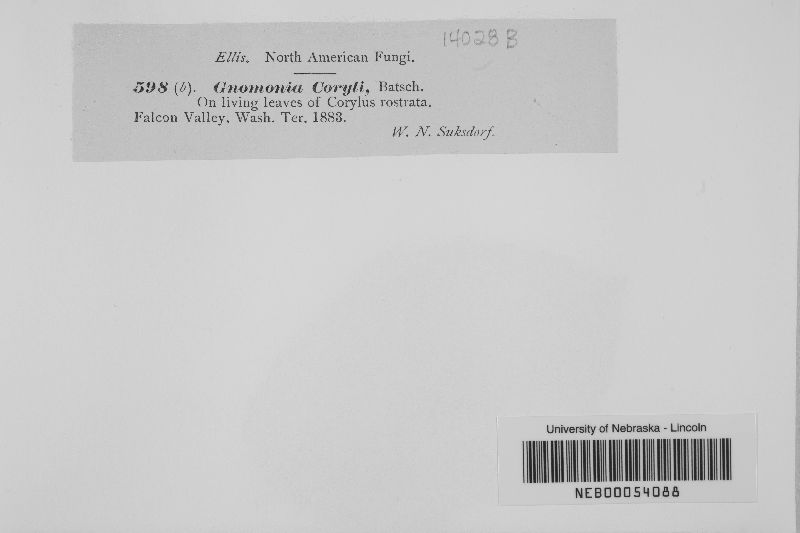 14028 B
Ellis. North American Fungi.
598 (b). Gnomonia Coryli, Batsch.
On living leaves of Corylus rostrata.
Falcon Valley, Wash. Ter. 1883.
W. N. Suksdorf.
University of Nebraska - Lincoln
NEB00054088